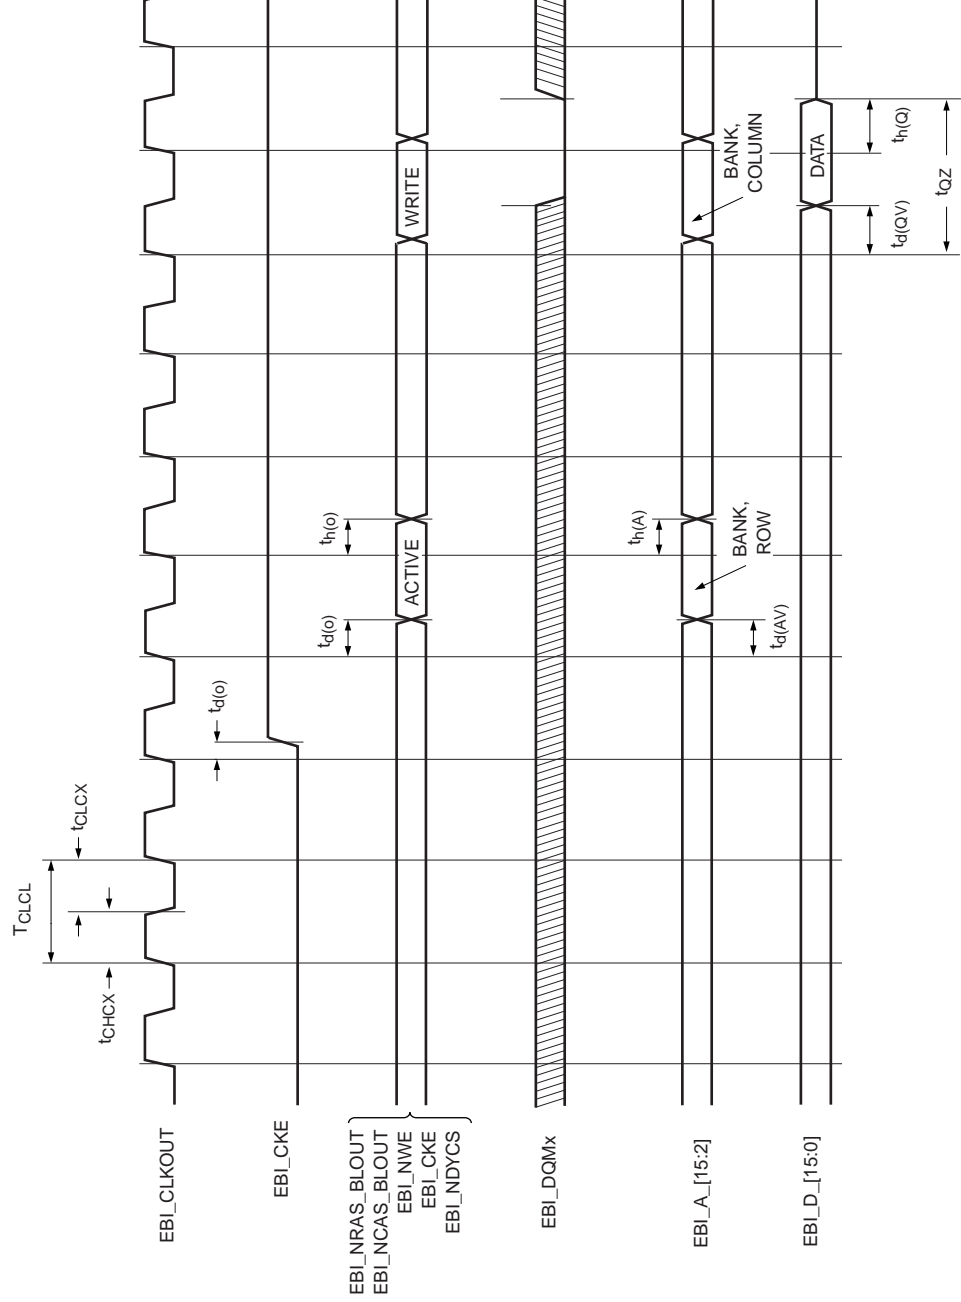 EBI_CLKOUT
EBI_CKE
EBI_NRAS_BLOUT
EBI_NCAS_BLOUT
EBI_NWE
EBI_CKE
EBI_NDYCS
EBI_DQMx
EBI_A_[15:2]
EBI_D_[15:0]
TCLCL
tCHCX
tCLCX
td(o)
td(o)
th(o)
ACTIVE
WRITE
td(AV)
th(A)
BANK,
ROW
BANK,
COLUMN
DATA
td(QV)
th(Q)
tQZ